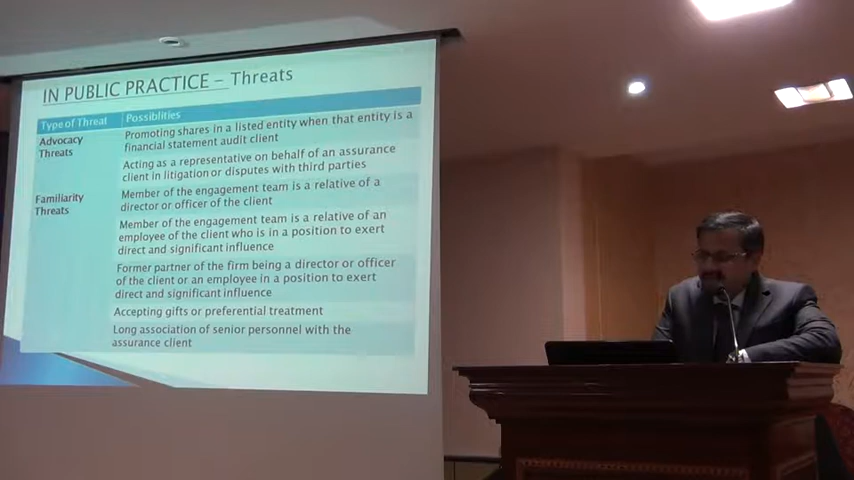 IN PUBLIC PRACTICE – Threats
Type of Threat Possiblities
Advocacy Threats Promoting shares in a listed entity when that entity is a
financial statement audit client
Acting as a representative on behalf of an assurance
client in litigation or disputes with third parties
Familiarity Threats Member of the engagement team is a relative of a
director or officer of the client
Member of the engagement team is a relative of an
employee of the client who is in a position to exert
direct and significant influence
Former partner of the firm being a director or officer
of the client or an employee in a position to exert
direct and significant influence
Accepting gifts or preferential treatment
Long association of senior personnel with the
assurance client